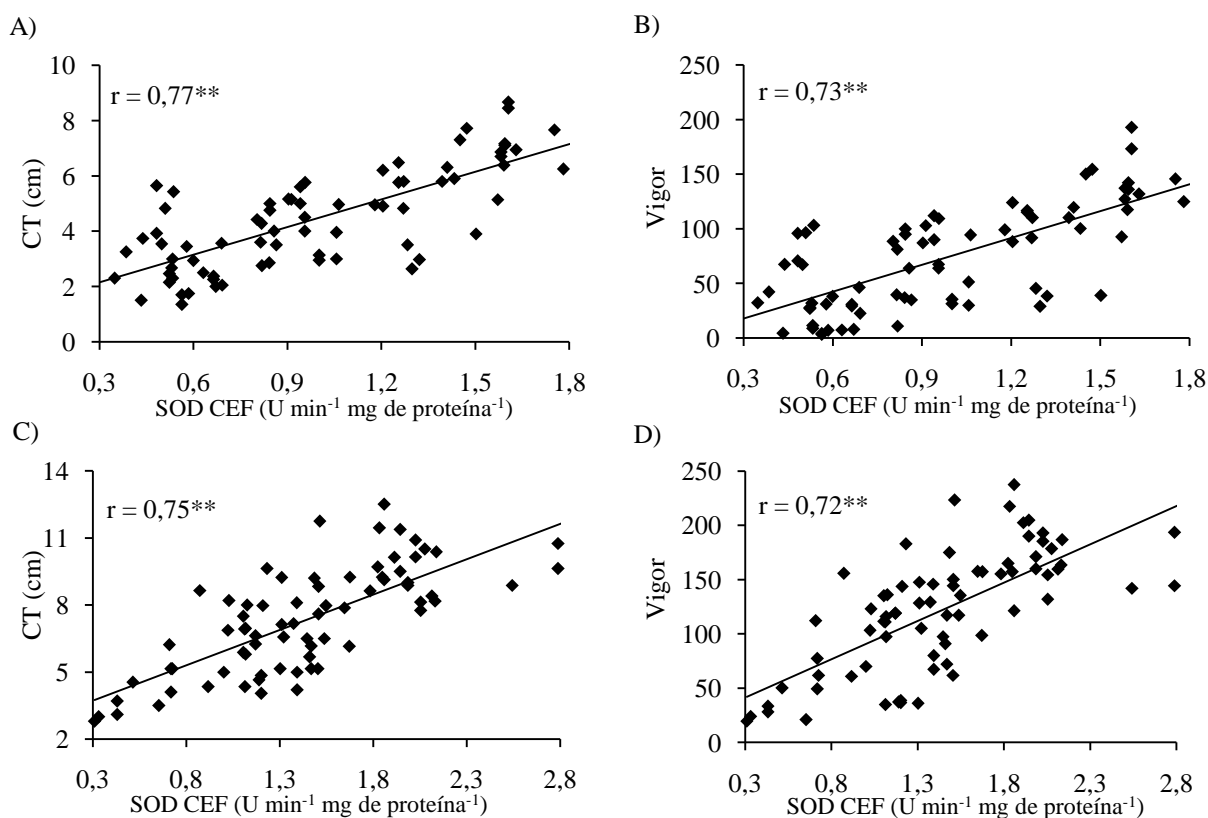 A)
10
8
6
4
2
0
CT (cm)
r = 0,77**
0,3 0,6 0,9 1,2 1,5 1,8
SOD CEF (U min-1 mg de proteína-1)
B)
250
200
150
100
50
0
Vigor
r = 0,73**
0,3 0,6 0,9 1,2 1,5 1,8
SOD CEF (U min-1 mg de proteína-1)
C)
14
11
8
5
2
CT (cm)
r = 0,75**
0,3 0,8 1,3 1,8 2,3 2,8
SOD CEF (U min-1 mg de proteína-1)
D)
250
200
150
100
50
0
Vigor
r = 0,72**
0,3 0,8 1,3 1,8 2,3 2,8
SOD CEF (U min-1 mg de proteína-1)